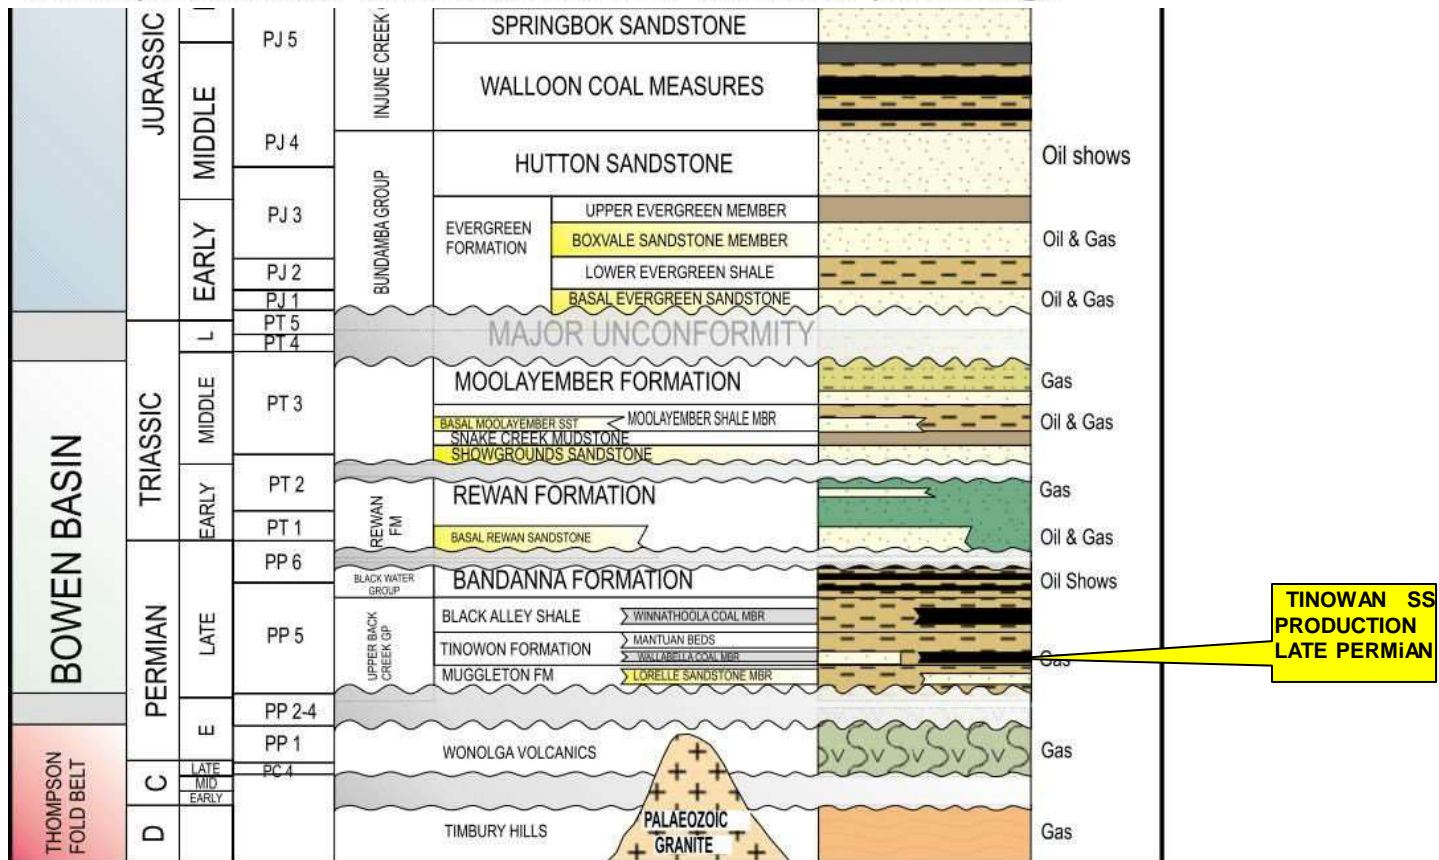 JURASSIC
MIDDLE
EARLY
PJ 5
PJ 4
PJ 3
PJ 2
PJ 1
INJUNE CREEK
BUNDAMBA GROUP
SPRINGBOK SANDSTONE
WALLOON COAL MEASURES
HUTTON SANDSTONE
Oil shows
EVERGREEN
FORMATION
UPPER EVERGREEN MEMBER
BOXVALE SANDSTONE MEMBER
Oil & Gas
LOWER EVERGREEN SHALE
BASAL EVERGREEN SANDSTONE
Oil & Gas
MAJOR UNCONFORMITY
BOWEN BASIN
TRIASSIC
L
MIDDLE
EARLY
PT 5
PT 4
PT 3
PT 2
PT 1
MOOLAYEMBER FORMATION
Gas
BASAL MOOLAYEMBER SST
MOOLAYEMBER SHALE MBR
Oil & Gas
SNAKE CREEK MUDSTONE
SHOWGROUNDS SANDSTONE
REWAN
FM
REWAN FORMATION
Gas
BASAL REWAN SANDSTONE
Oil & Gas
PERMIAN
LATE
E
PP 6
PP 5
PP 2-4
PP 1
BLACK WATER
GROUP
BANDANNA FORMATION
Oil Shows
UPPER BACK
CREEK GP
BLACK ALLEY SHALE
WINNATHOOLA COAL MBR
TINOWON FORMATION
MANTUAN BEDS
WALLABELLA COAL MBR
Gas
MUGGLETON FM
LORELLE SANDSTONE MBR
TINOWAN SS
PRODUCTION
LATE PERMiAN
WONOLGA VOLCANICS
Gas
THOMPSON
FOLD BELT
C
LATE
MID
EARLY
PC 4
D
TIMBURY HILLS
PALAEOZOIC
GRANITE
Gas